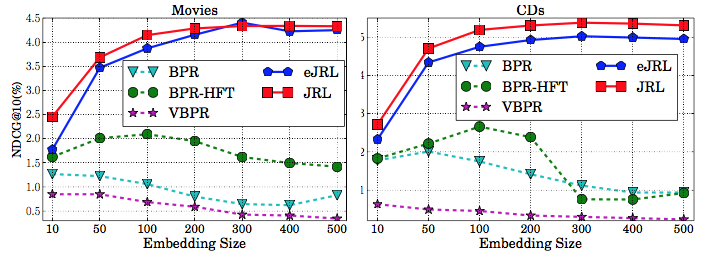 Movies
NDCG@10(%)
4.5
4.0
3.5
3.0
2.5
2.0
1.5
1.0
0.5
BPR
BPR-HFT
VBPR
eJRL
JRL
10 50 100 200 300 400 500
Embedding Size
CDs
5
4
3
2
1
BPR
BPR-HFT
VBPR
eJRL
JRL
10 50 100 200 300 400 500
Embedding Size